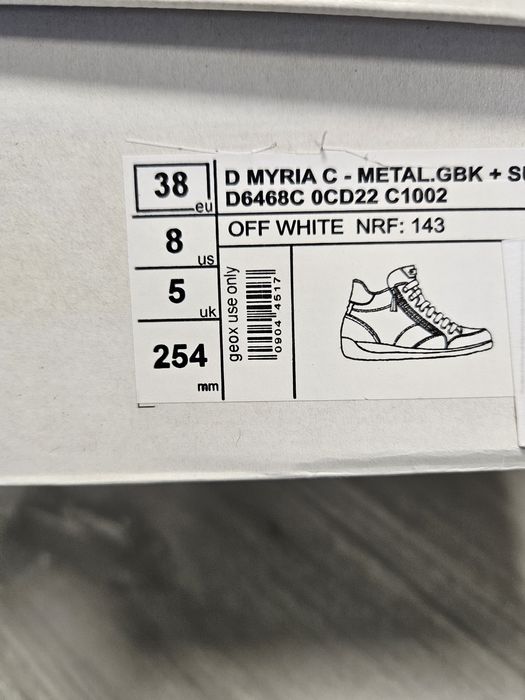 38 eu
8 us
5 uk
254 mm
D MYRIA C - METAL.GBK +
D6468C 0CD22 C1002
OFF WHITE NRF: 143
geox use only
0904 4517